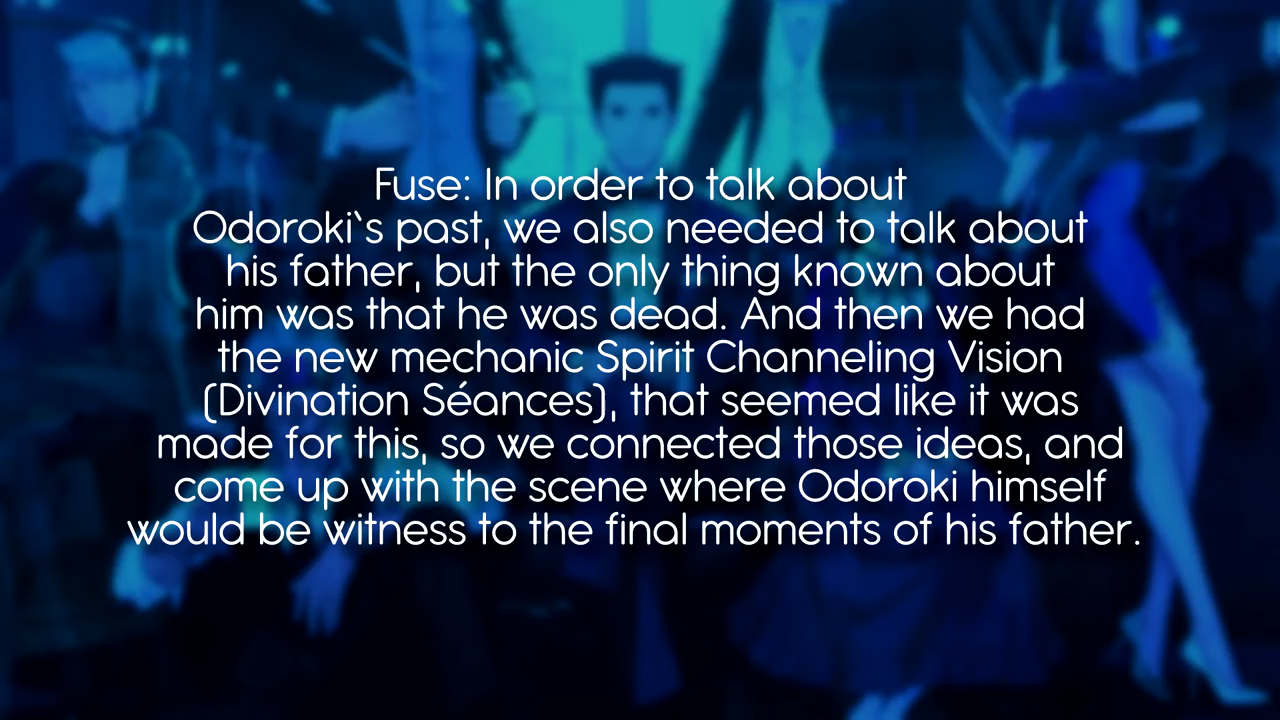 Fuse: In order to talk about
Odoroki`s past, we also needed to talk about
his father, but the only thing known about
him was that he was dead. And then we had
the new mechanic Spirit Channeling Vision
(Divination Séances), that seemed like it was
made for this, so we connected those ideas, and
come up with the scene where Odoroki himself
would be witness to the final moments of his father.